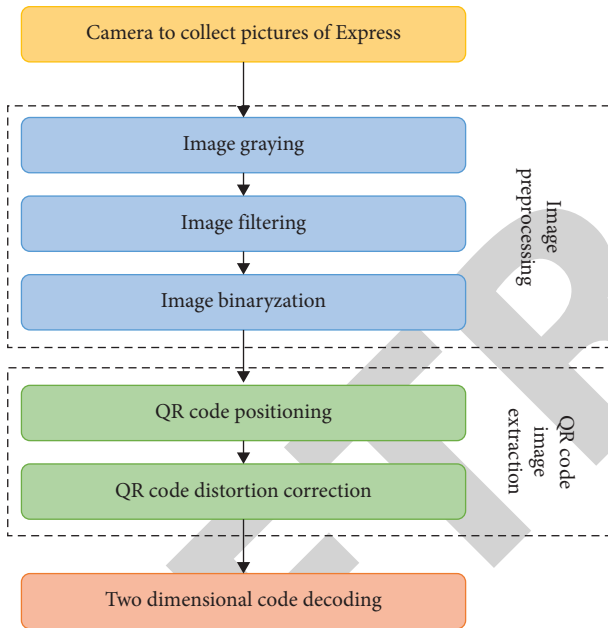 Camera to collect pictures of Express
Image graying
Image filtering
Image binaryzation
Image
preprocessing
QR code positioning
QR code distortion correction
QR code
image
extraction
Two dimensional code decoding